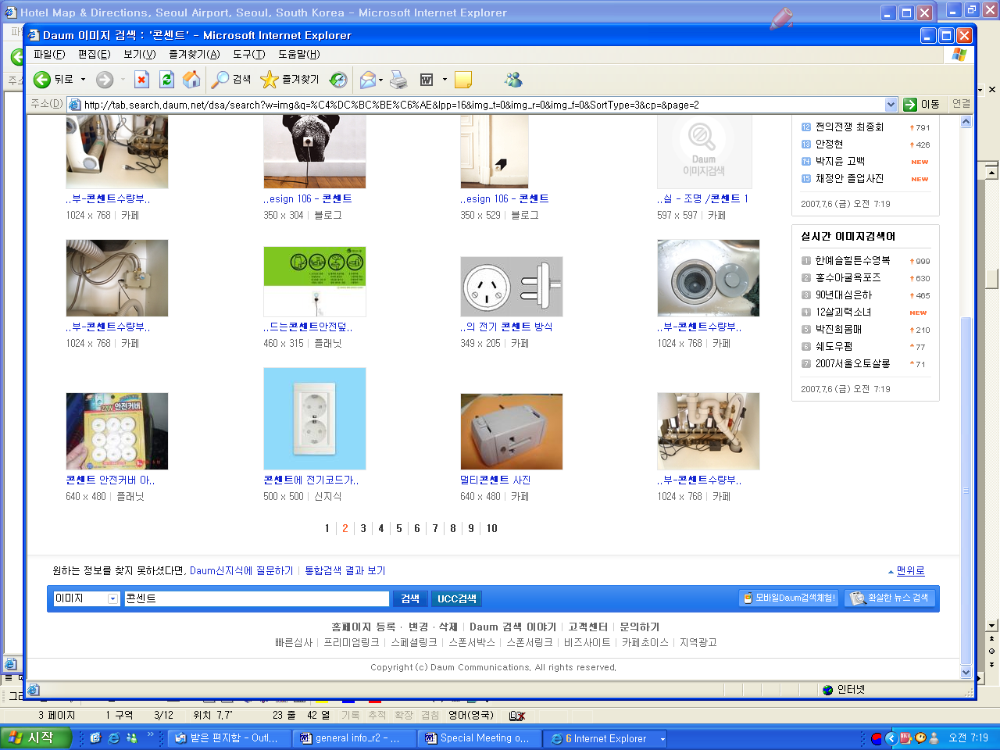 Hotel Map & Directions, Seoul Airport, Seoul, South Korea - Microsoft Internet Explorer
Daum 이미지 검색 : '콘센트' - Microsoft Internet Explorer
파일(F) 편집(E) 보기(V) 즐겨찾기(A) 도구(T) 도움말(H)
뒤로 검색 즐겨찾기
주소(D) http://tab.search.daum.net/dsa/search?w=img&q=%C4%DC%BC%BE%C6%AE&lpp=16&img_t=0&img_r=0&img_f=0&SortType=3&cp=&page=2 이동 연결
Daum
이미지검색
..부-콘센트수량부.. ..esign 106 - 콘센트 ..esign 106 - 콘센트 ..실 - 조명 /콘센트 1
1024 x 768 | 카페 350 x 304 | 블로그 350 x 529 | 블로그 597 x 597 | 카페
..부-콘센트수량부.. ..드는콘센트안전덮.. ..의 전기 콘센트 방식 ..부-콘센트수량부..
1024 x 768 | 카페 460 x 315 | 플래닛 349 x 205 | 카페 1024 x 768 | 카페
220V 안전커버
콘센트 안전커버 아.. 콘센트에 전기코드가.. 멀티콘센트 사진 ..부-콘센트수량부..
640 x 480 | 플래닛 500 x 500 | 신지식 640 x 480 | 카페 1024 x 768 | 카페
1 | 2 | 3 | 4 | 5 | 6 | 7 | 8 | 9 | 10
12 쩐의전쟁 최종회 791
13 안정현 426
14 박지윤 고백 NEW
15 채정안 졸업사진 NEW
2007.7.6 (금) 오전 7:19
실시간 이미지검색어
1 한예슬힐튼수영복 999
2 홍수아굴욕포즈 630
3 90년대심은하 465
4 12살괴력소녀 NEW
5 박진희몸매 210
6 쉐도우펌 77
7 2007서울오토살롱 71
2007.7.6 (금) 오전 7:19
원하는 정보를 찾지 못하셨다면, Daum신지식에 질문하기 | 통합검색 결과 보기 맨위로
이미지 콘센트 검색 UCC검색 모바일Daum검색체험! 확실한 뉴스 검색
홈페이지 등록 · 변경 · 삭제 | Daum 검색 이야기 | 고객센터 | 문의하기
빠른심사 | 프리미엄링크 | 스페셜링크 | 스폰서박스 | 스폰서링크 | 비즈사이트 | 카페초이스 | 지역광고
Copyright (c) Daum Communications. All rights reserved.
인터넷
3 페이지 1 구역 3/12 위치 7.7" 23 줄 42 열 기록 추적 확장 겹침 영어(영국)
시작 받은 편지함 - Outl... general info_r2 - ... Special Meeting o... 6 Internet Explorer 오전 7:19